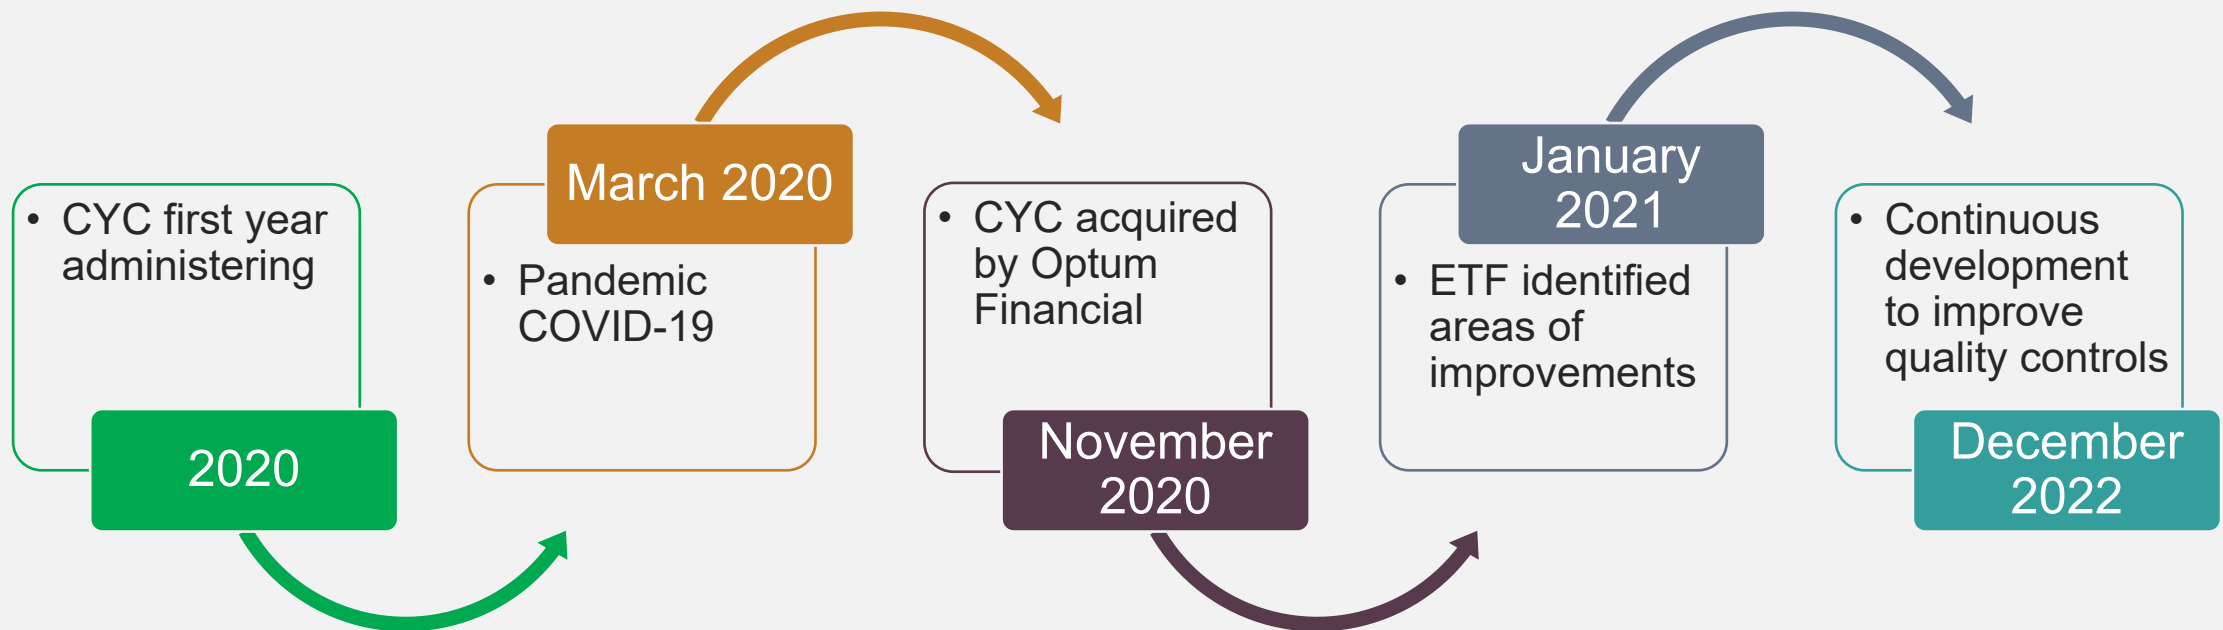 • CYC first year
administering
2020
March 2020
• Pandemic
COVID-19
• CYC acquired
by Optum
Financial
November
2020
January
2021
• ETF identified
areas of
improvements
• Continuous
development
to improve
quality controls
December
2022